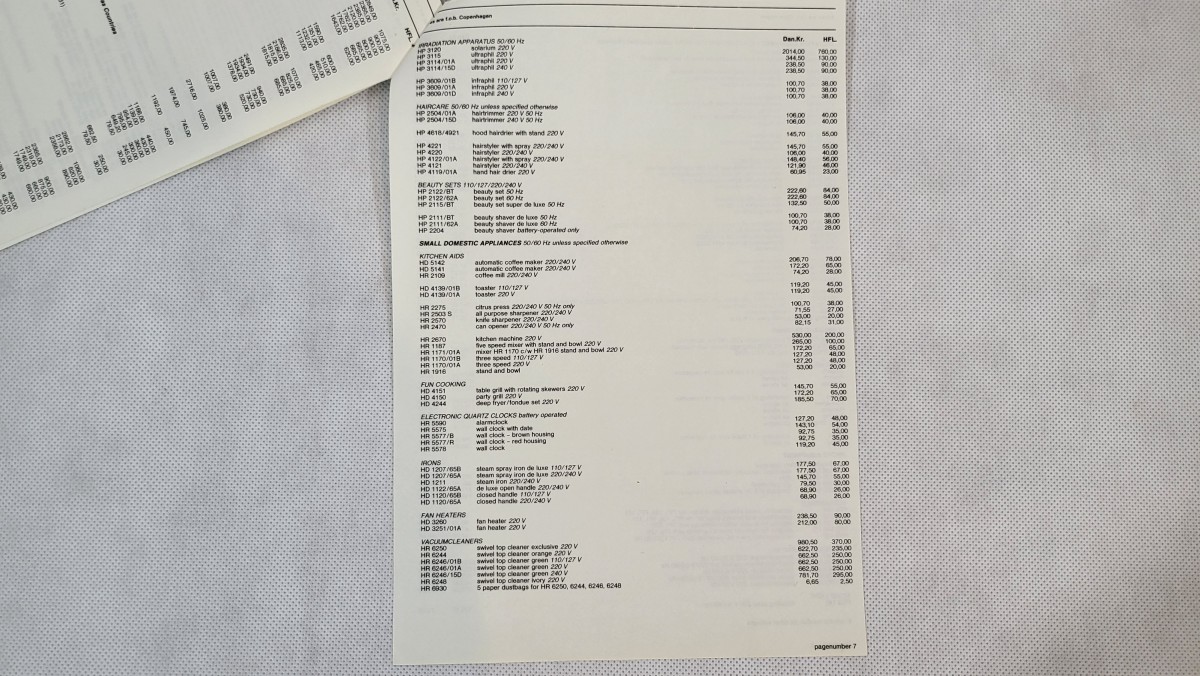 es are f.o.b. Copenhagen
Dan.Kr. HFL.
IRRADIATION APPARATUS 50/60 Hz
HP 3120 solarium 220 V 2014,00 760,00
HP 3115 ultraphil 220 V 344,50 130,00
HP 3114/01A ultraphil 220 V 238,50 90,00
HP 3114/15D ultraphil 240 V 238,50 90,00
HP 3609/01B infraphil 110/127 V 100,70 38,00
HP 3609/01A infraphil 220 V 100,70 38,00
HP 3609/01D infraphil 240 V 100,70 38,00
HAIRCARE 50/60 Hz unless specified otherwise
HP 2504/01A hairtrimmer 220 V 50 Hz 106,00 40,00
HP 2504/15D hairtrimmer 240 V 50 Hz 106,00 40,00
HP 4618/4921 hood hairdrier with stand 220 V 145,70 55,00
HP 4221 hairstyler with spray 220/240 V 145,70 55,00
HP 4220 hairstyler 220/240 V 106,00 40,00
HP 4122/01A hairstyler with spray 220/240 V 148,40 56,00
HP 4121 hairstyler 220/240 V 121,90 46,00
HP 4119/01A hand hair drier 220 V 60,95 23,00
BEAUTY SETS 110/127/220/240 V
HP 2122/BT beauty set 50 Hz 222,60 84,00
HP 2122/62A beauty set 60 Hz 222,60 84,00
HP 2115/BT beauty set super de luxe 50 Hz 132,50 50,00
HP 2111/BT beauty shaver de luxe 50 Hz 100,70 38,00
HP 2111/62A beauty shaver de luxe 60 Hz 100,70 38,00
HP 2204 beauty shaver battery-operated only 74,20 28,00
SMALL DOMESTIC APPLIANCES 50/60 Hz unless specified otherwise
KITCHEN AIDS
HD 5142 automatic coffee maker 220/240 V 206,70 78,00
HD 5141 automatic coffee maker 220/240 V 172,20 65,00
HR 2109 coffee mill 220/240 V 74,20 28,00
HD 4139/01B toaster 110/127 V 119,20 45,00
HD 4139/01A toaster 220 V 119,20 45,00
HR 2275 citrus press 220/240 V 50 Hz only 100,70 38,00
HR 2503 S all purpose sharpener 220/240 V 71,55 27,00
HR 2570 knife sharpener 220/240 V 53,00 20,00
HR 2470 can opener 220/240 V 50 Hz only 82,15 31,00
HR 2670 kitchen machine 220 V 530,00 200,00
HR 1187 five speed mixer with stand and bowl 220 V 265,00 100,00
HR 1171/01A mixer HR 1170 c/w HR 1916 stand and bowl 220 V 172,20 65,00
HR 1170/01B three speed 110/127 V 127,20 48,00
HR 1170/01A three speed 220 V 127,20 48,00
HR 1916 stand and bowl 53,00 20,00
FUN COOKING
HD 4151 table grill with rotating skewers 220 V 145,70 55,00
HD 4150 party grill 220 V 172,20 65,00
HD 4244 deep fryer/fondue set 220 V 185,50 70,00
ELECTRONIC QUARTZ CLOCKS battery operated
HR 5590 alarmclock 127,20 48,00
HR 5575 wall clock with date 143,10 54,00
HR 5577/B wall clock – brown housing 92,75 35,00
HR 5577/R wall clock – red housing 92,75 35,00
HR 5578 wall clock 119,20 45,00
IRONS
HD 1207/65B steam spray iron de luxe 110/127 V 177,50 67,00
HD 1207/65A steam spray iron de luxe 220/240 V 177,50 67,00
HD 1211 steam iron 220/240 V 145,70 55,00
HD 1122/65A de luxe open handle 220/240 V 79,50 30,00
HD 1120/65B closed handle 110/127 V 68,90 26,00
HD 1120/65A closed handle 220/240 V 68,90 26,00
FAN HEATERS
HD 3260 fan heater 220 V 238,50 90,00
HD 3251/01A fan heater 220 V 212,00 80,00
VACUUMCLEANERS
HR 6250 swivel top cleaner exclusive 220 V 980,50 370,00
HR 6244 swivel top cleaner orange 220 V 622,70 235,00
HR 6246/01B swivel top cleaner green 110/127 V 662,50 250,00
HR 6246/01A swivel top cleaner green 220 V 662,50 250,00
HR 6246/15D swivel top cleaner green 240 V 662,50 250,00
HR 6248 swivel top cleaner ivory 220 V 781,70 295,00
HR 6930 5 paper dustbags for HR 6250, 6244, 6246, 6248 6,65 2,50
pagenumber 7